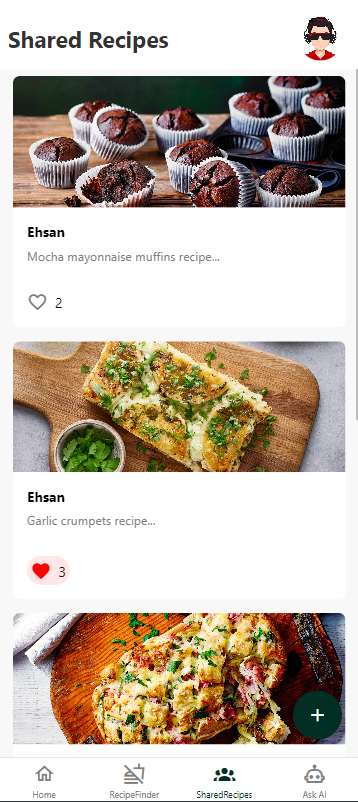 Shared Recipes
Ehsan
Mocha mayonnaise muffins recipe...
2
Ehsan
Garlic crumpets recipe...
3
+
Home
RecipeFinder
SharedRecipes
Ask AI